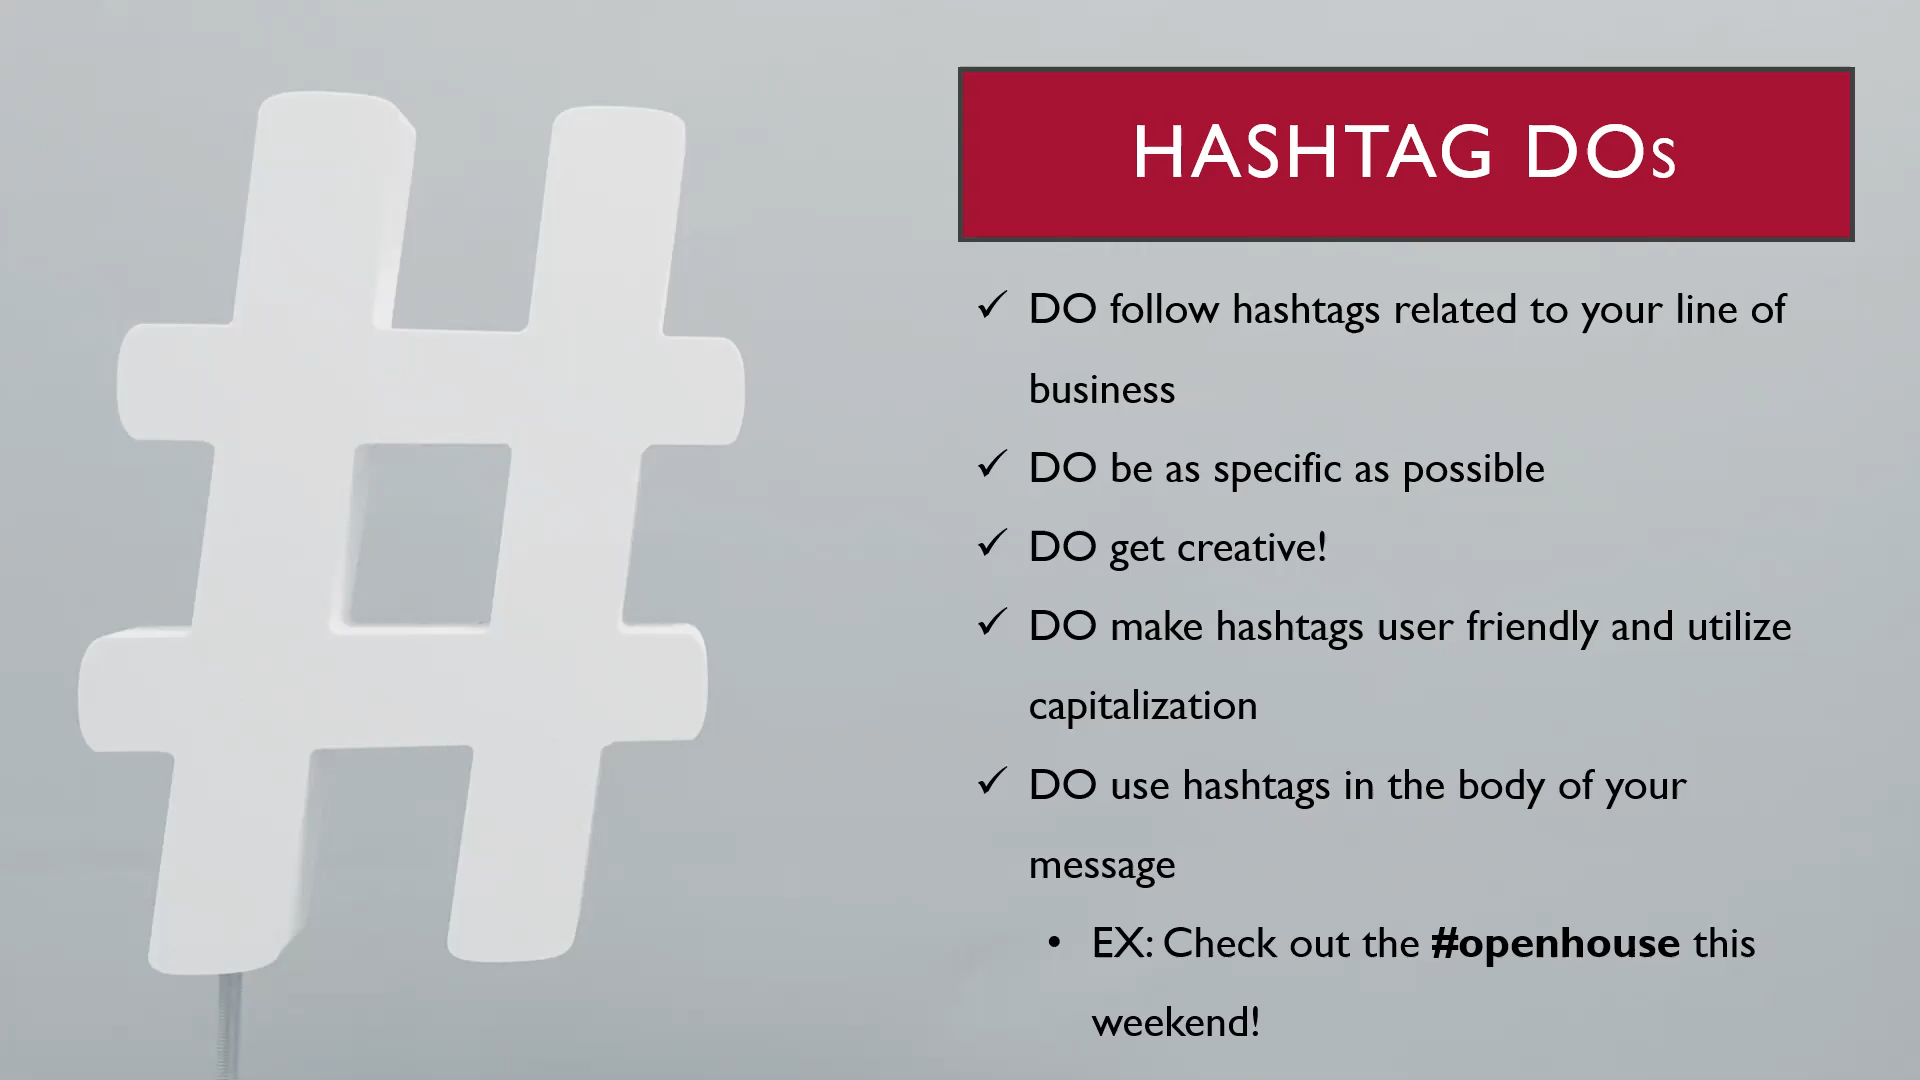 HASHTAG DOs
✓ DO follow hashtags related to your line of
business
✓ DO be as specific as possible
✓ DO get creative!
✓ DO make hashtags user friendly and utilize
capitalization
✓ DO use hashtags in the body of your
message
• EX: Check out the #openhouse this
weekend!